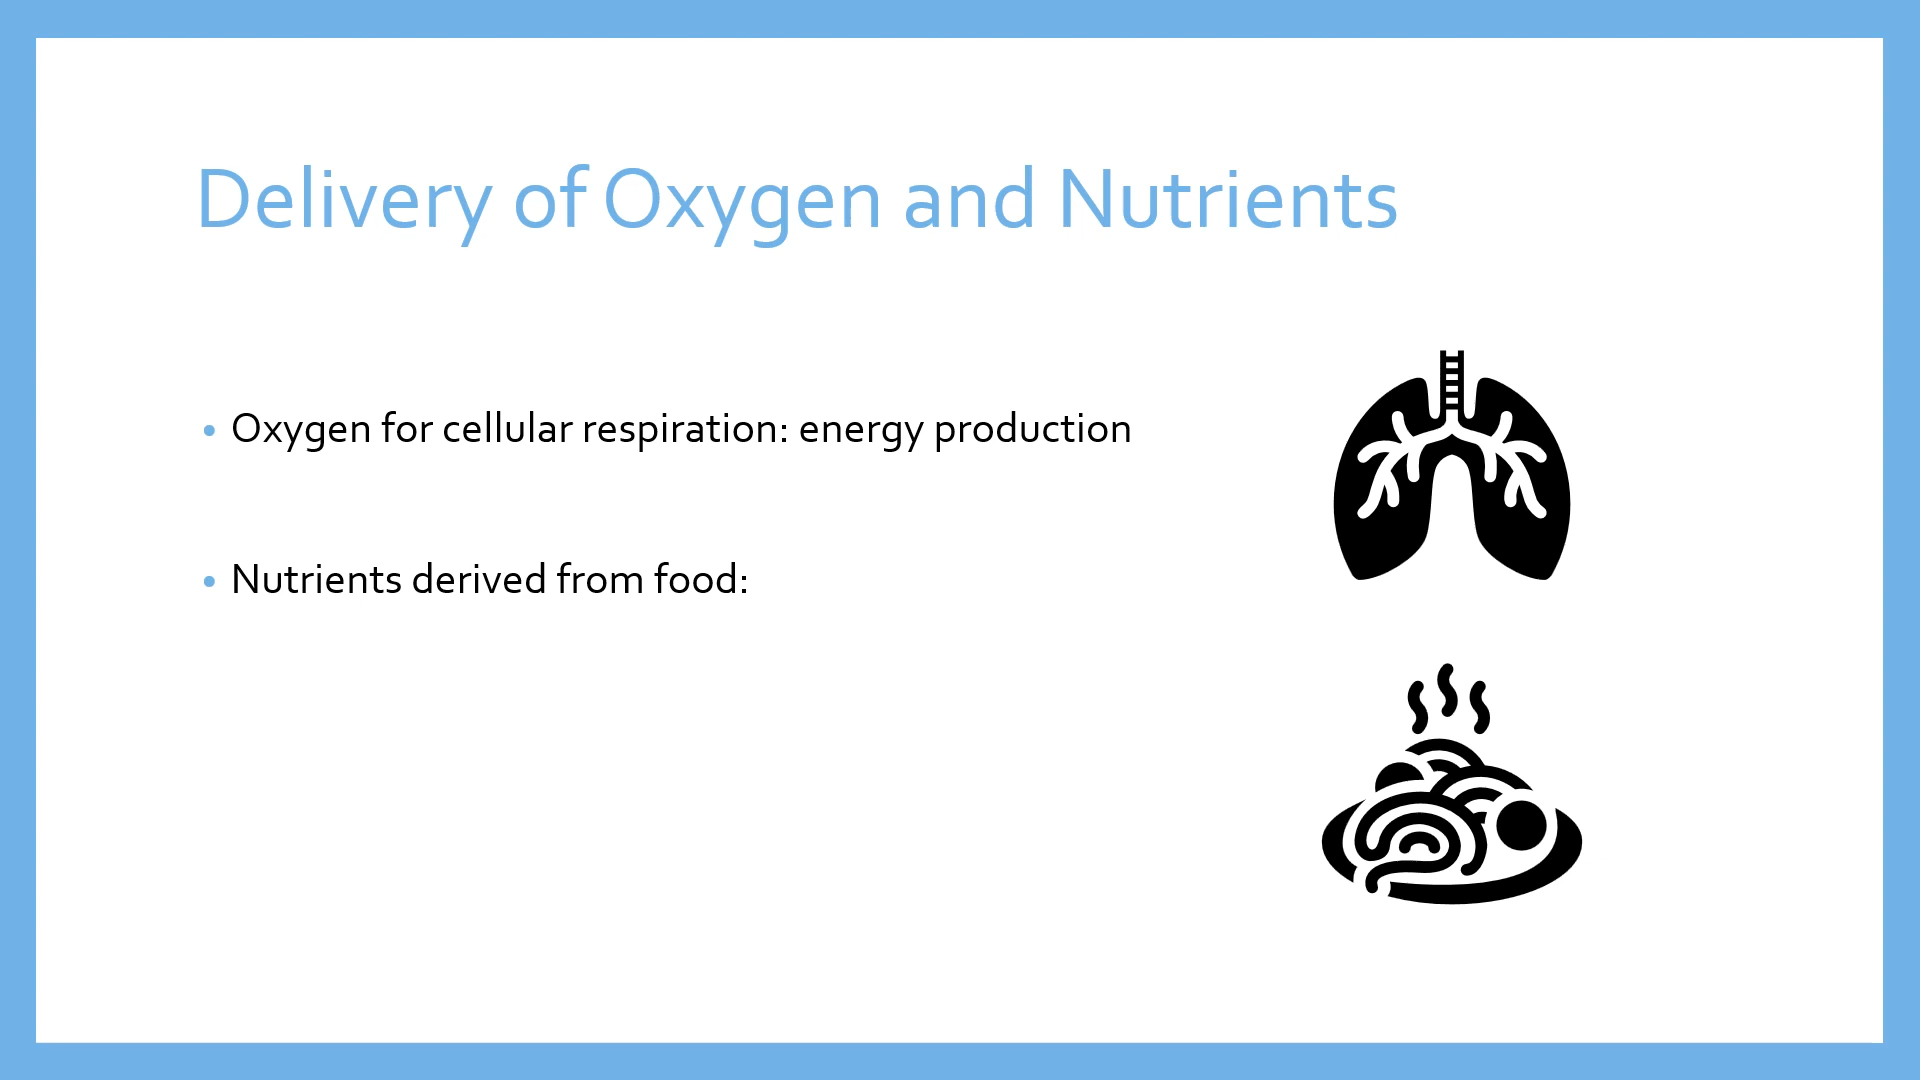 Delivery of Oxygen and Nutrients
• Oxygen for cellular respiration: energy production
• Nutrients derived from food: